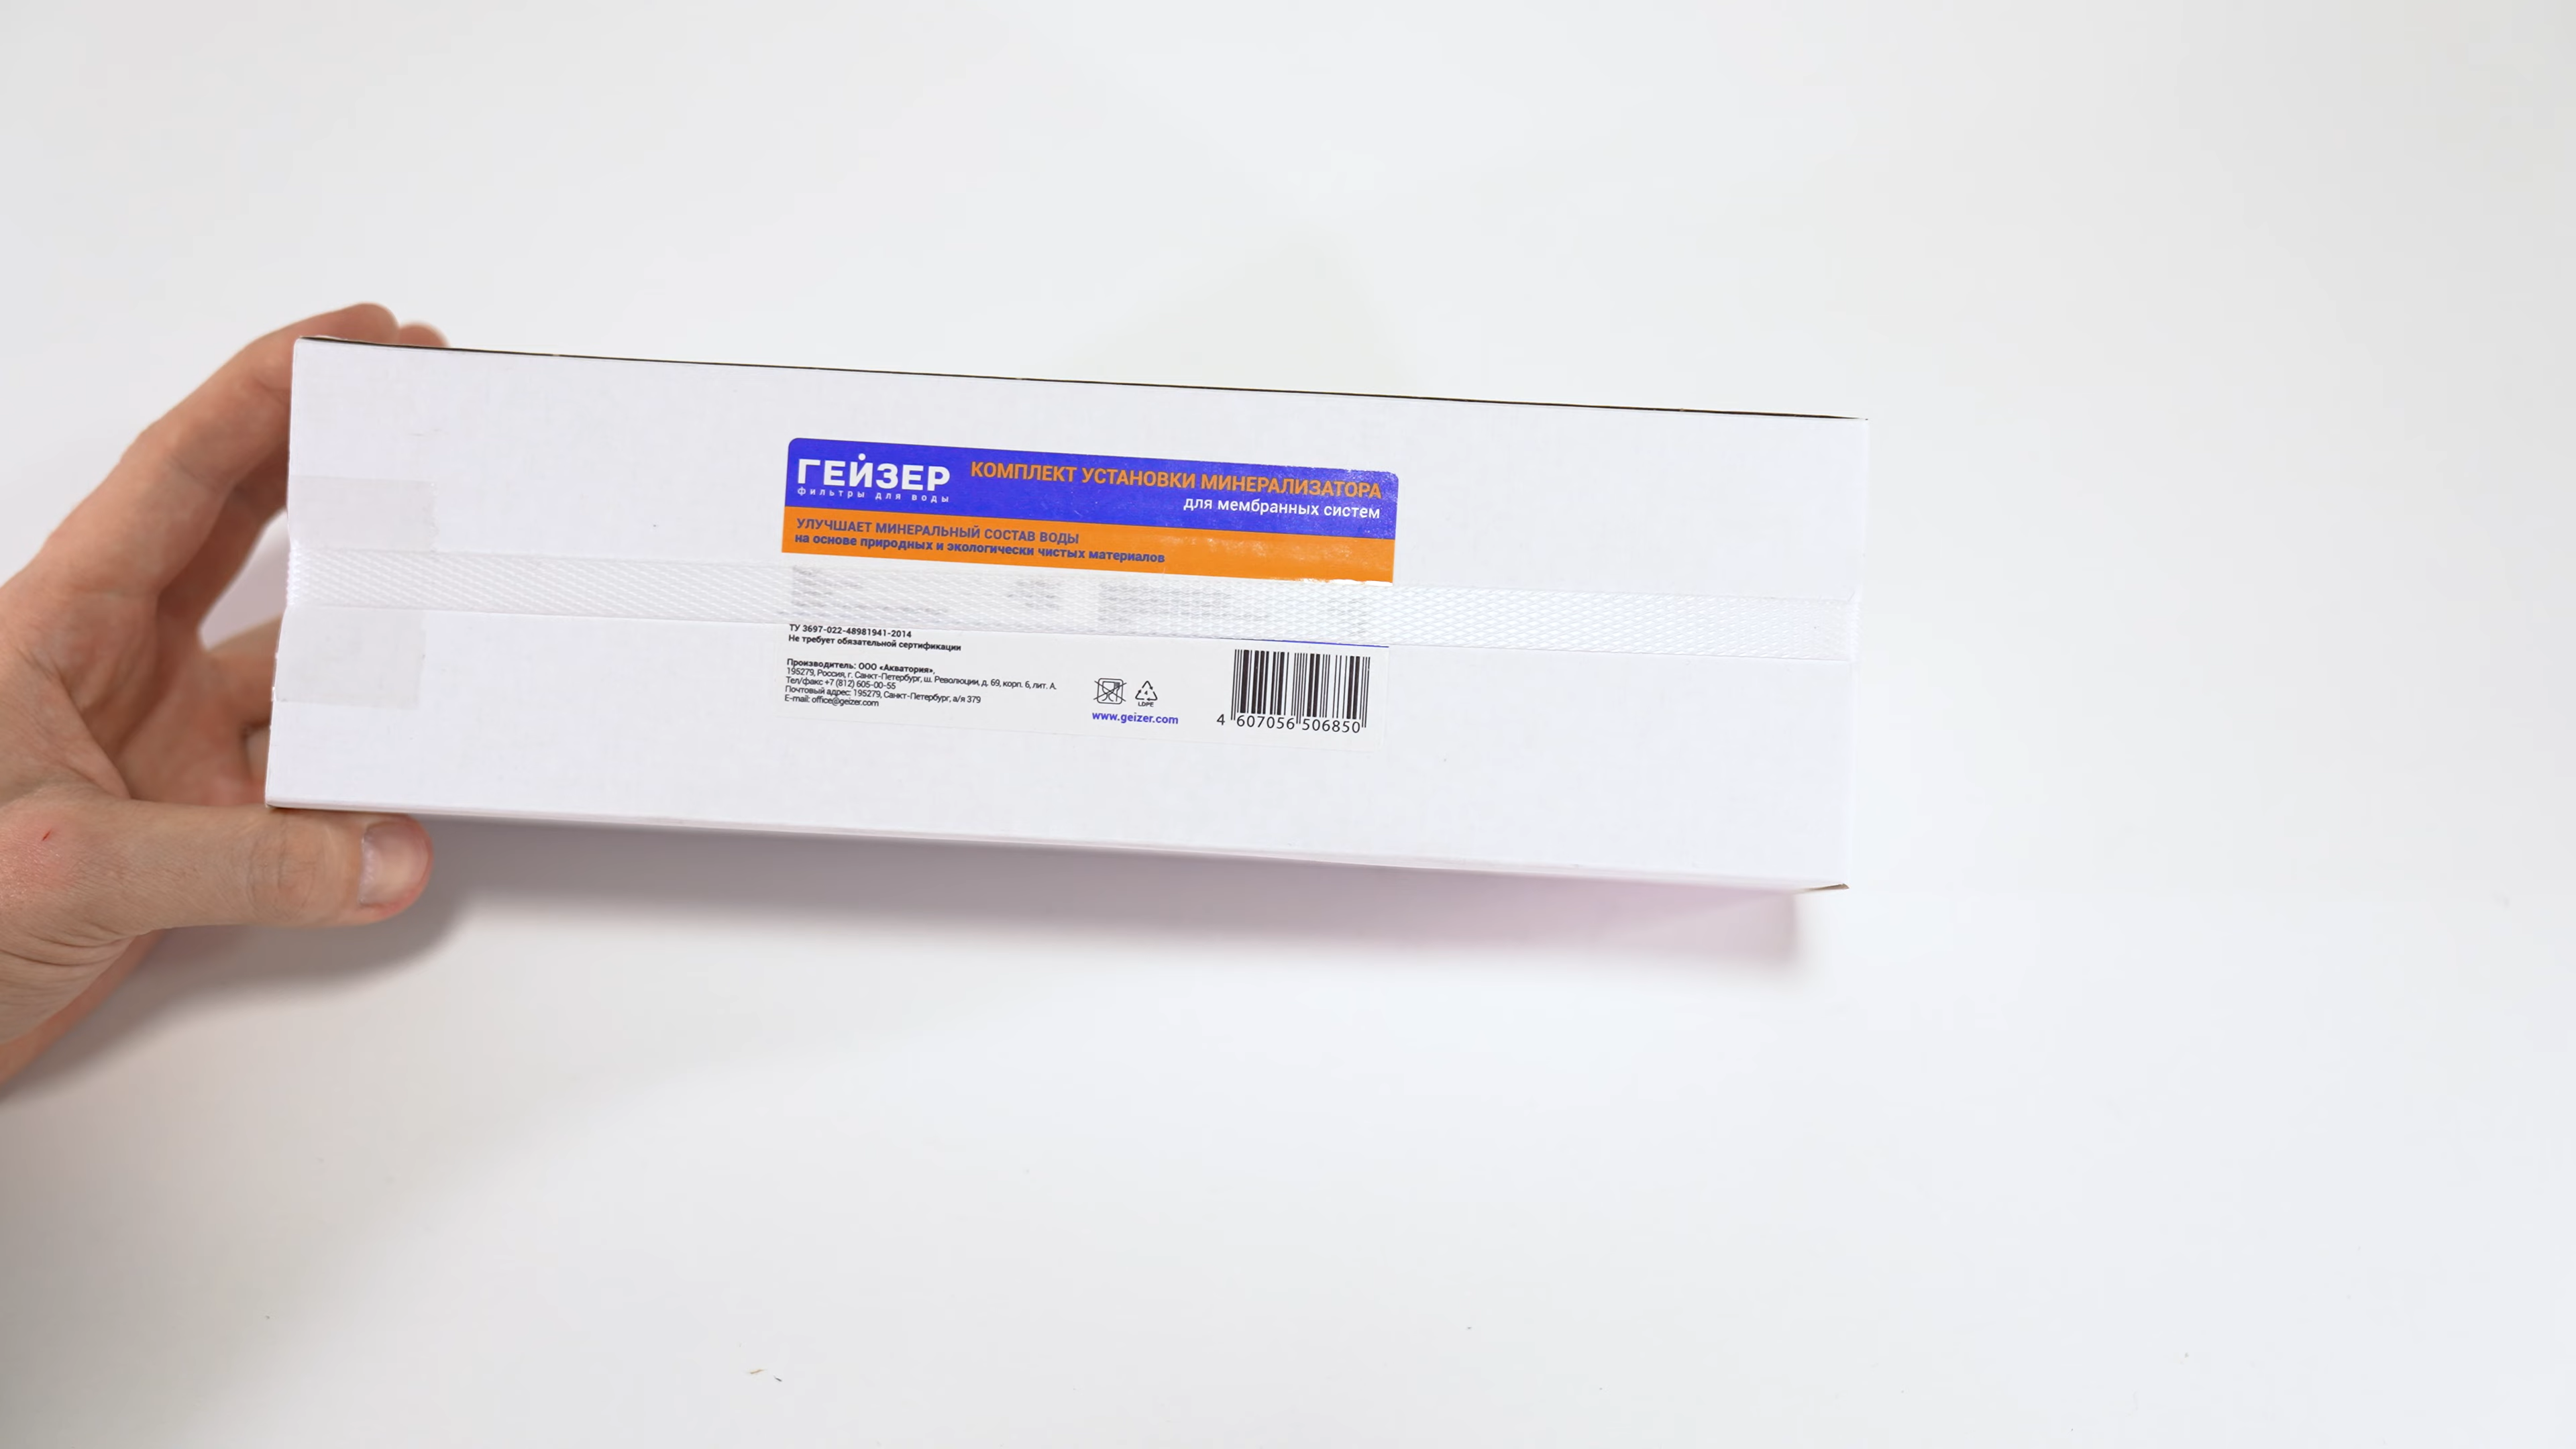 ГЕЙЗЕР
фильтры для воды
КОМПЛЕКТ УСТАНОВКИ МИНЕРАЛИЗАТОРА
для мембранных систем
УЛУЧШАЕТ МИНЕРАЛЬНЫЙ СОСТАВ ВОДЫ
на основе природных и экологически чистых материалов
ТУ 3697-022-48981941-2014
Не требует обязательной сертификации
Производитель: ООО «Акватория»,
195279, Россия, г. Санкт-Петербург, ш. Революции, д. 69, корп. 6, лит. А.
Тел/факс +7 (812) 605-00-55
Почтовый адрес: 195279, Санкт-Петербург, а/я 379
E-mail: office@geizer.com
4
LDPE
www.geizer.com
4 607056 506850